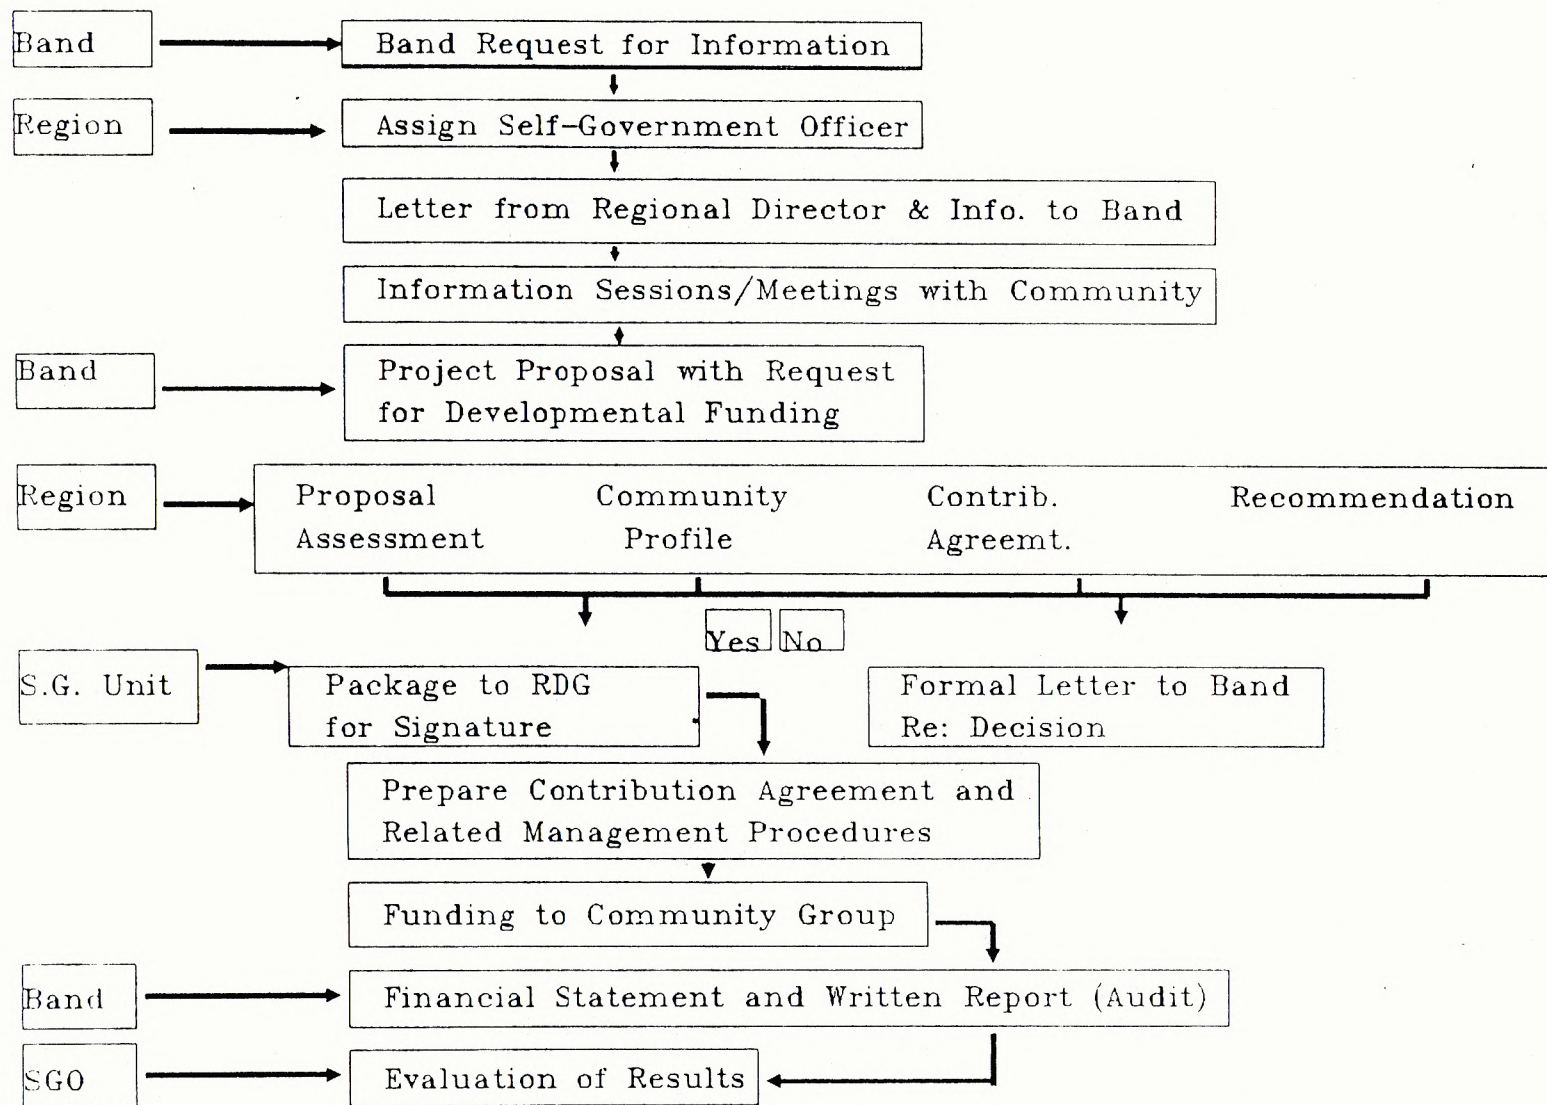 Band
Band Request for Information
Region
Assign Self-Government Officer
Letter from Regional Director & Info. to Band
Information Sessions/Meetings with Community
Band
Project Proposal with Request
for Developmental Funding
Region
Proposal Community Contrib. Recommendation
Assessment Profile Agreemt.
Yes No
S.G. Unit
Package to RDG
for Signature
Formal Letter to Band
Re: Decision
Prepare Contribution Agreement and
Related Management Procedures
Funding to Community Group
Band
Financial Statement and Written Report (Audit)
SGO
Evaluation of Results